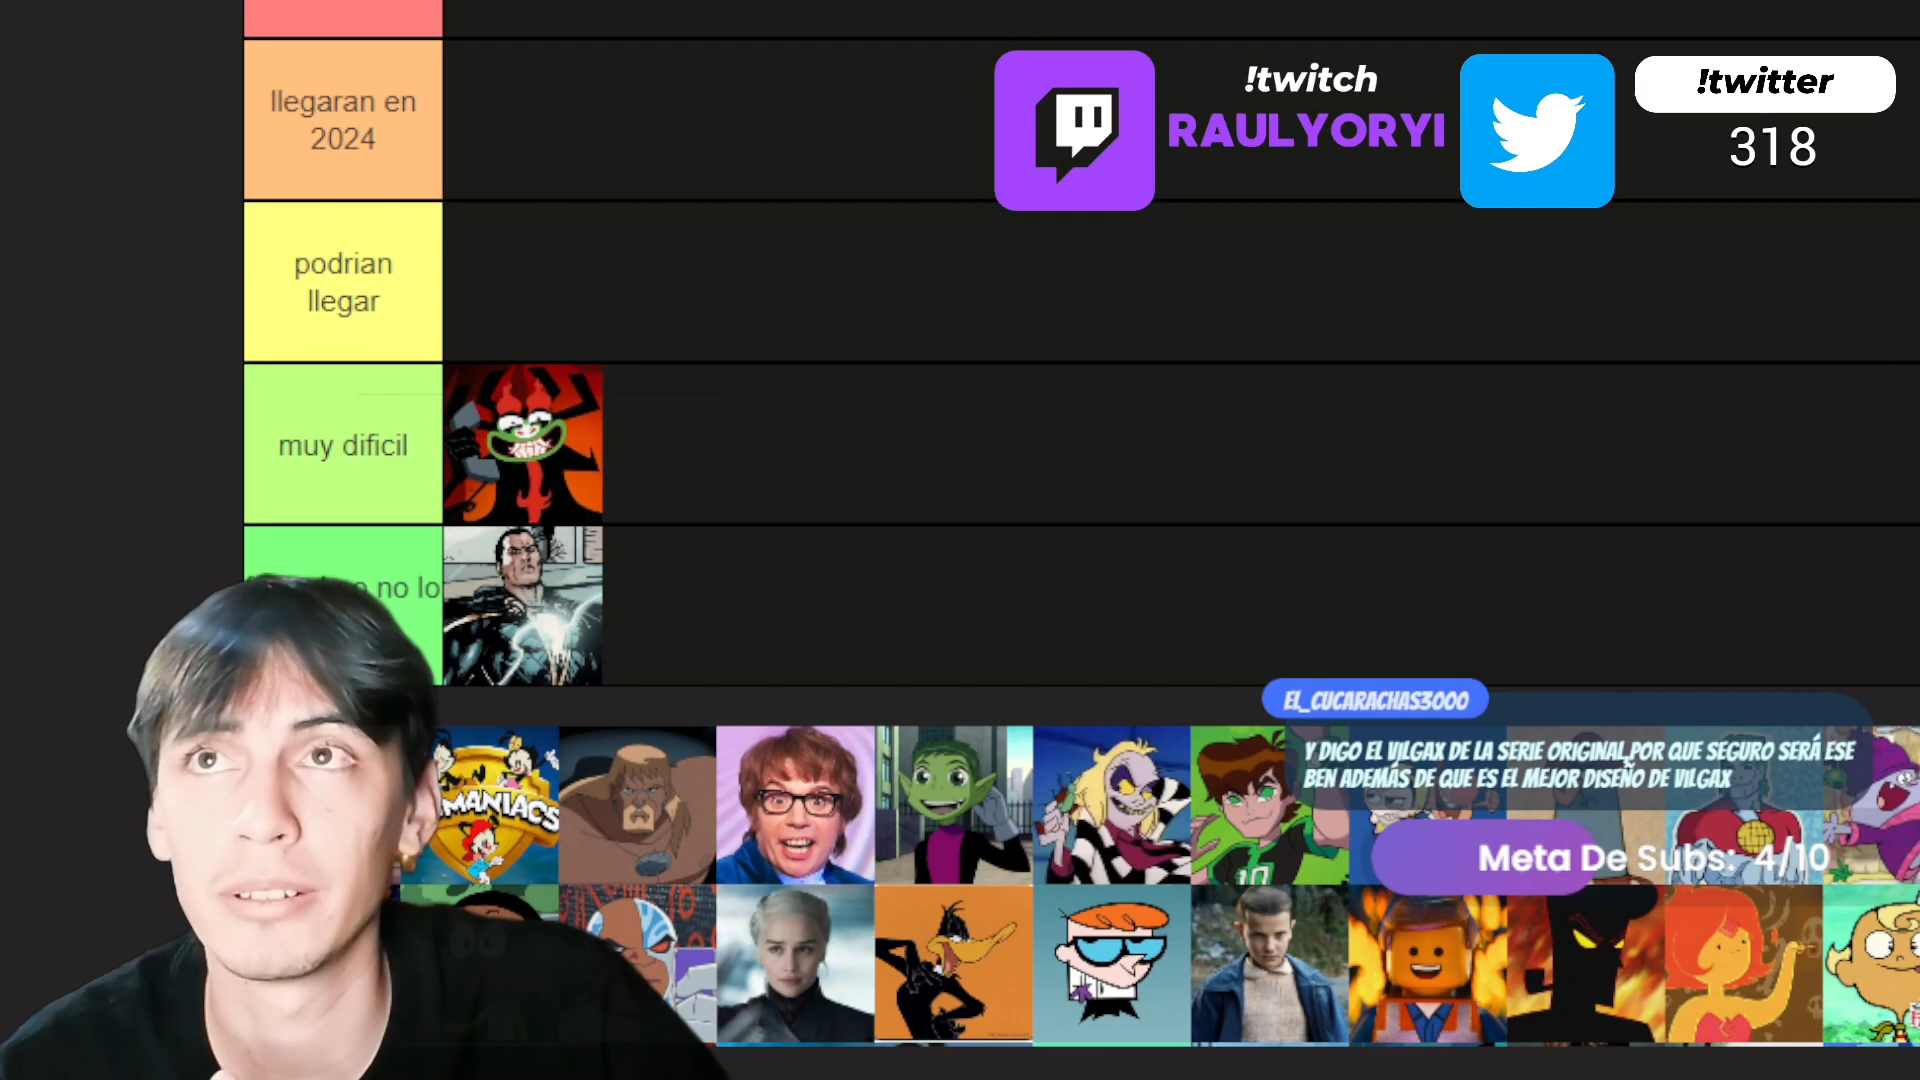 llegaran en
2024
!twitch
RAULYORYI
!twitter
318
podrian
llegar
muy dificil
no lo
EL_CUCARACHAS3000
Y DIGO EL VILGAX DE LA SERIE ORIGINAL,POR QUE SEGURO SERÁ ESE
BEN ADEMÁS DE QUE ES EL MEJOR DISEÑO DE VILGAX
MANIACS
10
Meta De Subs: 4/10